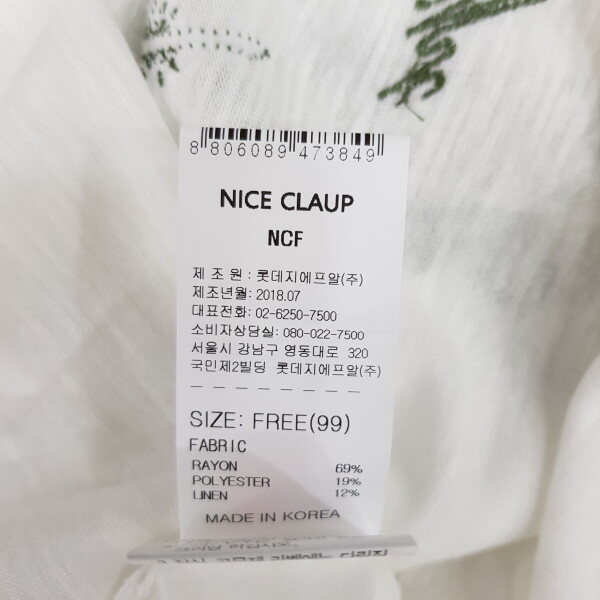 8 806089 473849
NICE CLAUP
NCF
제 조 원 : 롯데지에프알(주)
제조년월: 2018.07
대표전화: 02-6250-7500
소비자상담실: 080-022-7500
서울시 강남구 영동대로 320
국민제2빌딩 롯데지에프알(주)
SIZE: FREE(99)
FABRIC
RAYON 69%
POLYESTER 19%
LINEN 12%
MADE IN KOREA